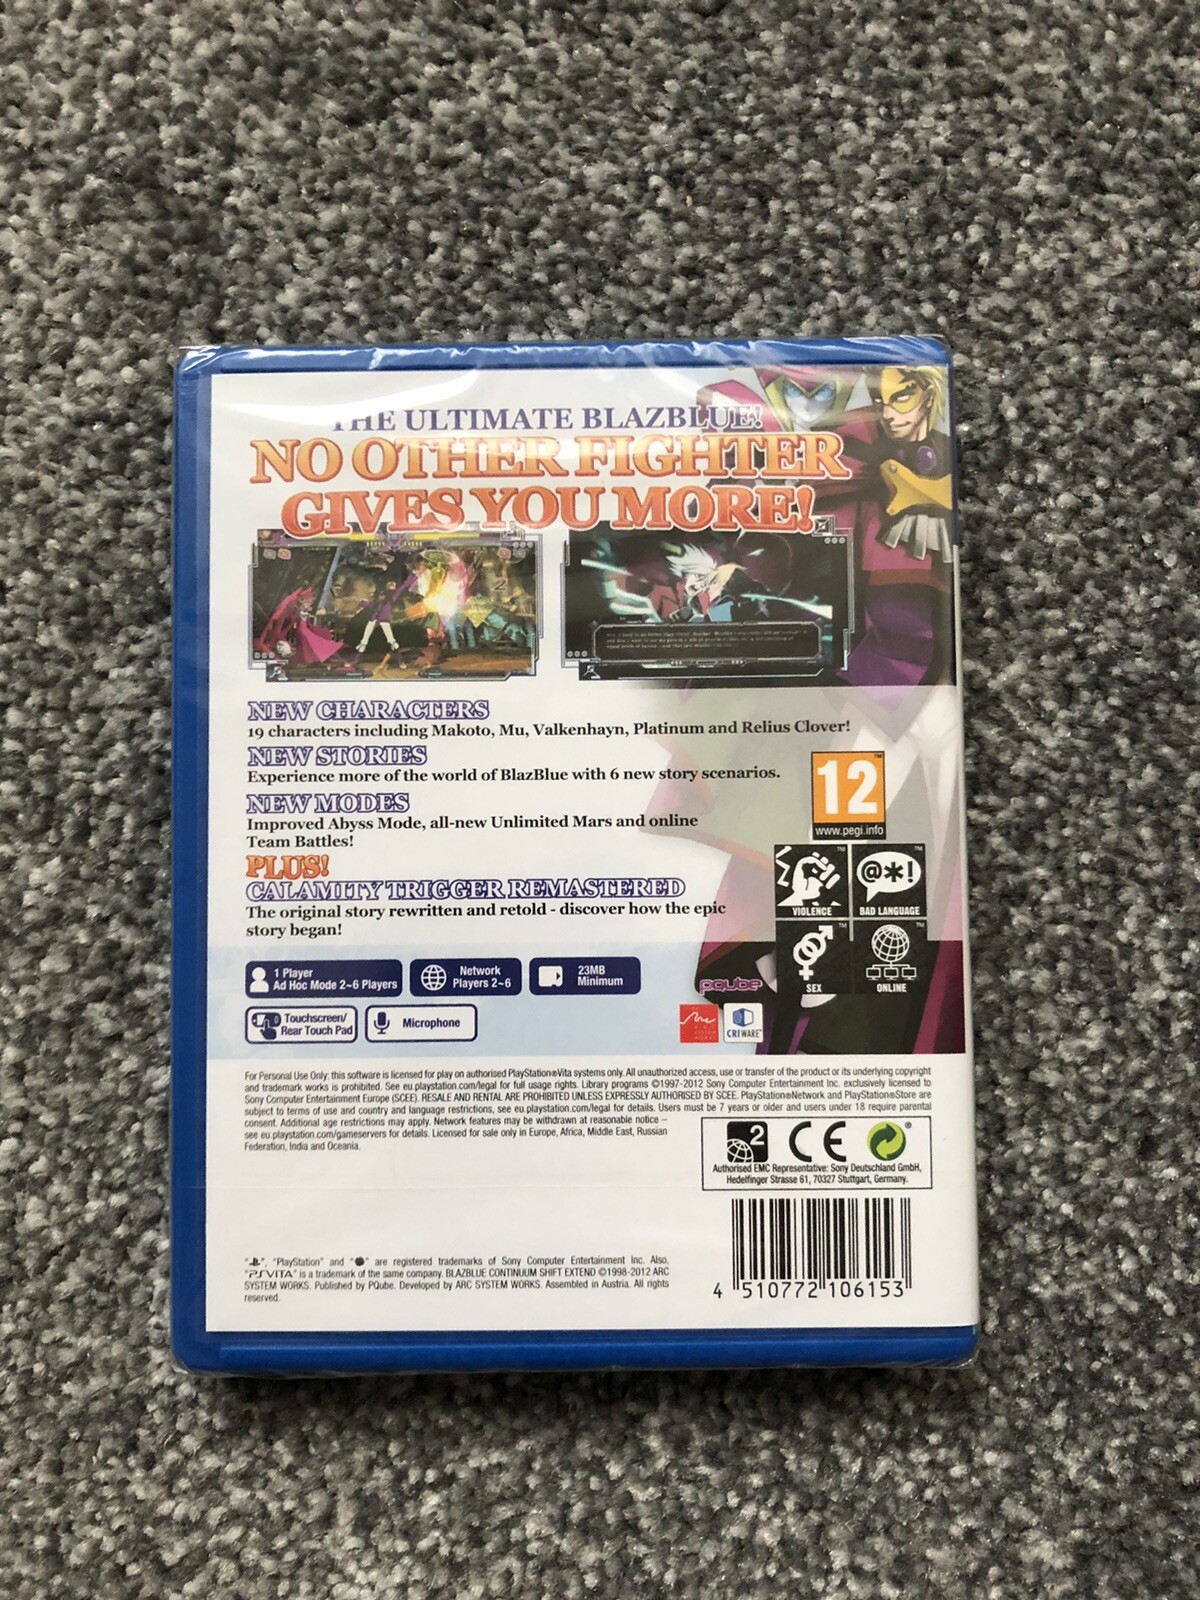 THE ULTIMATE BLAZBLUE!
NO OTHER FIGHTER
GIVES YOU MORE!
NEW CHARACTERS
19 characters including Makoto, Mu, Valkenhayn, Platinum and Relius Clover!
NEW STORIES
Experience more of the world of BlazBlue with 6 new story scenarios.
NEW MODES
Improved Abyss Mode, all-new Unlimited Mars and online
Team Battles!
PLUS!
CALAMITY TRIGGER REMASTERED
The original story rewritten and retold - discover how the epic
story began!
12
www.pegi.info
VIOLENCE
@*!
BAD LANGUAGE
SEX
ONLINE
1 Player
Ad Hoc Mode 2~6 Players
Network
Players 2~6
23MB
Minimum
Touchscreen/
Rear Touch Pad
Microphone
PQube
CRIWARE™
For Personal Use Only: this software is licensed for play on authorised PlayStation®Vita systems only. All unauthorized access, use or transfer of the product or its underlying copyright
and trademark works is prohibited. See eu.playstation.com/legal for full usage rights. Library programs ©1997-2012 Sony Computer Entertainment Inc. exclusively licensed to
Sony Computer Entertainment Europe (SCEE). RESALE AND RENTAL ARE PROHIBITED UNLESS EXPRESSLY AUTHORISED BY SCEE. PlayStation®Network and PlayStation®Store are
subject to terms of use and country and language restrictions, see eu.playstation.com/legal for details. Users must be 7 years or older and users under 18 require parental
consent. Additional age restrictions may apply. Network features may be withdrawn at reasonable notice –
see eu.playstation.com/gameservers for details. Licensed for sale only in Europe, Africa, Middle East, Russian
Federation, India and Oceania.
2 CE
Authorised EMC Representative: Sony Deutschland GmbH,
Hedelfinger Strasse 61, 70327 Stuttgart, Germany.
" ", "PlayStation" and " " are registered trademarks of Sony Computer Entertainment Inc. Also,
"PSVITA" is a trademark of the same company. BLAZBLUE CONTINUUM SHIFT EXTEND ©1998-2012 ARC
SYSTEM WORKS. Published by PQube. Developed by ARC SYSTEM WORKS. Assembled in Austria. All rights
reserved.
4 510772 106153